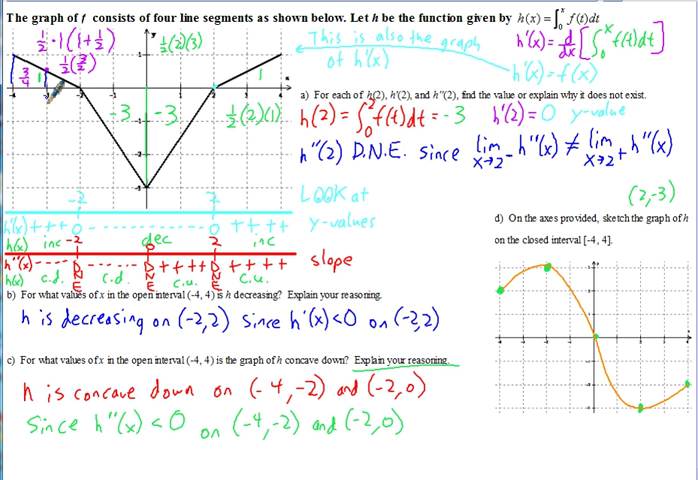 The graph of f consists of four line segments as shown below. Let h be the function given by h(x) = ∫₀ˣ f(t)dt
½·1(1+½)
½(2)(3)
y
This is also the graph of h'(x)
h'(x) = d/dx [∫₀ˣ f(t)dt]
h'(x) = f(x)
½(3/2)
3/4
1
1
-3
-3
½(2)(1)
a) For each of h(2), h'(2), and h''(2), find the value or explain why it does not exist.
h(2) = ∫₀² f(t)dt = -3
h'(2) = 0 y-value
h''(2) D.N.E. since lim x→2⁻ h''(x) ≠ lim x→2⁺ h''(x)
(2,-3)
-2
2
LOOK at
y-values
h'(x) + + + 0 - - - - - - - - - 0 + + + +
h(x) inc -2 dec 2 inc
h''(x) - - - - DNE - - - - - - DNE + + + + DNE + + + +
h(x) c.d. c.d. c.u. c.u.
slope
d) On the axes provided, sketch the graph of h
on the closed interval [-4, 4].
b) For what values of x in the open interval (-4, 4) is h decreasing? Explain your reasoning.
h is decreasing on (-2,2) since h'(x) < 0 on (-2,2)
c) For what values of x in the open interval (-4, 4) is the graph of h concave down? Explain your reasoning.
h is concave down on (-4,-2) and (-2,0)
since h''(x) < 0 on (-4,-2) and (-2,0)